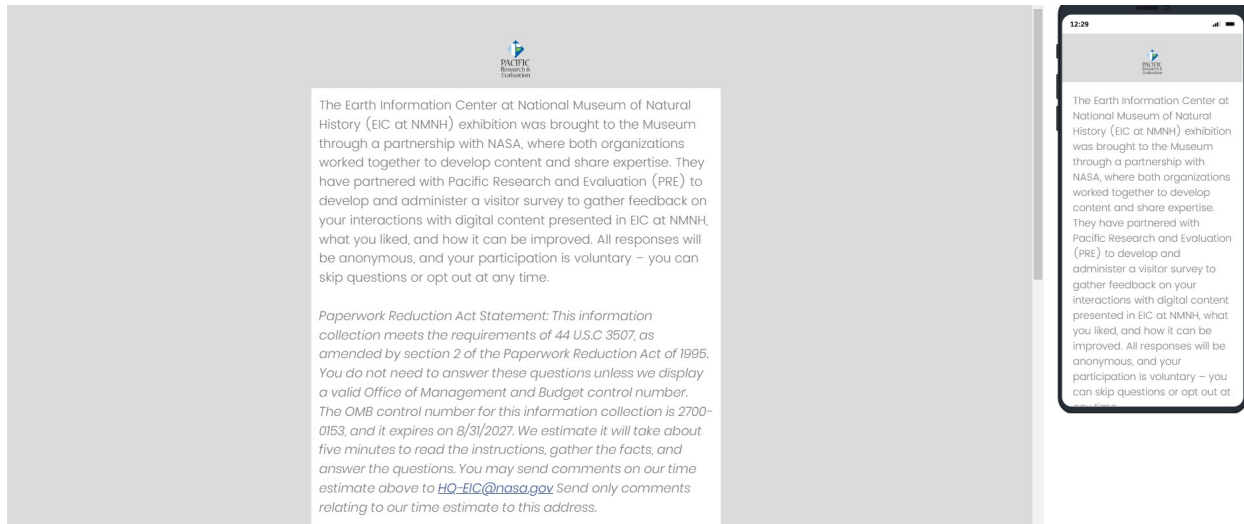 PACIFIC
Research &
Evaluation
The Earth Information Center at National Museum of Natural
History (EIC at NMNH) exhibition was brought to the Museum
through a partnership with NASA, where both organizations
worked together to develop content and share expertise. They
have partnered with Pacific Research and Evaluation (PRE) to
develop and administer a visitor survey to gather feedback on
your interactions with digital content presented in EIC at NMNH,
what you liked, and how it can be improved. All responses will
be anonymous, and your participation is voluntary – you can
skip questions or opt out at any time.
Paperwork Reduction Act Statement: This information
collection meets the requirements of 44 U.S.C 3507, as
amended by section 2 of the Paperwork Reduction Act of 1995.
You do not need to answer these questions unless we display
a valid Office of Management and Budget control number.
The OMB control number for this information collection is 2700-
0153, and it expires on 8/31/2027. We estimate it will take about
five minutes to read the instructions, gather the facts, and
answer the questions. You may send comments on our time
estimate above to HQ-EIC@nasa.gov Send only comments
relating to our time estimate to this address.
12:29
PACIFIC
Research &
Evaluation
The Earth Information Center at
National Museum of Natural
History (EIC at NMNH) exhibition
was brought to the Museum
through a partnership with
NASA, where both organizations
worked together to develop
content and share expertise.
They have partnered with
Pacific Research and Evaluation
(PRE) to develop and
administer a visitor survey to
gather feedback on your
interactions with digital content
presented in EIC at NMNH, what
you liked, and how it can be
improved. All responses will be
anonymous, and your
participation is voluntary – you
can skip questions or opt out at
any time.